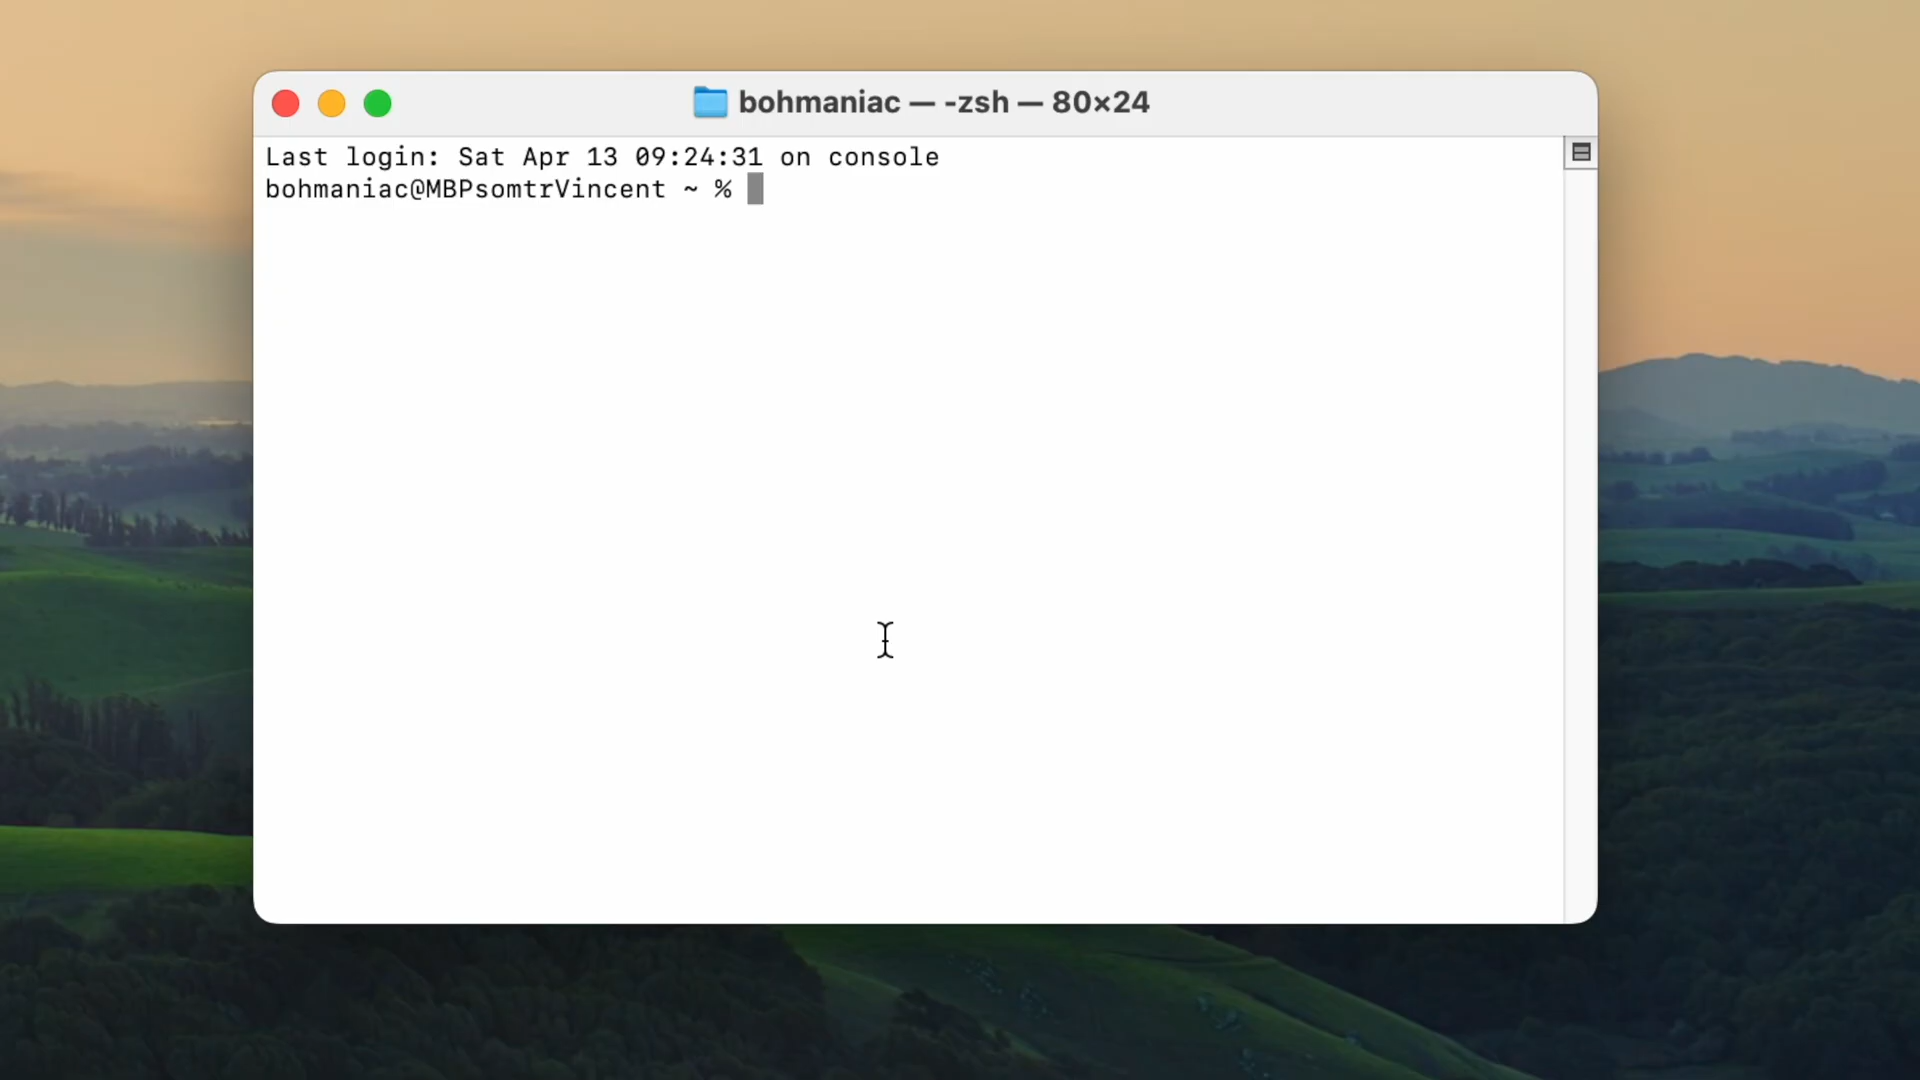 bohmaniac — -zsh — 80×24
Last login: Sat Apr 13 09:24:31 on console
bohmaniac@MBPsomtrVincent ~ %